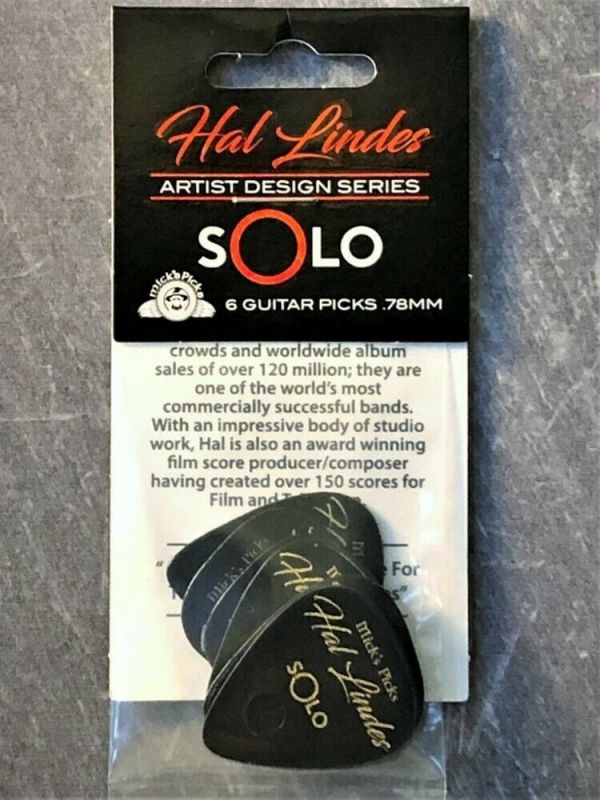 Hal Lindes
ARTIST DESIGN SERIES
SOLO
mick's Picks
6 GUITAR PICKS .78MM
crowds and worldwide album
sales of over 120 million; they are
one of the world's most
commercially successful bands.
With an impressive body of studio
work, Hal is also an award winning
film score producer/composer
having created over 150 scores for
Film and
"
For
"
Mick's Picks
Mick's Picks
Hal Lindes
SOLO